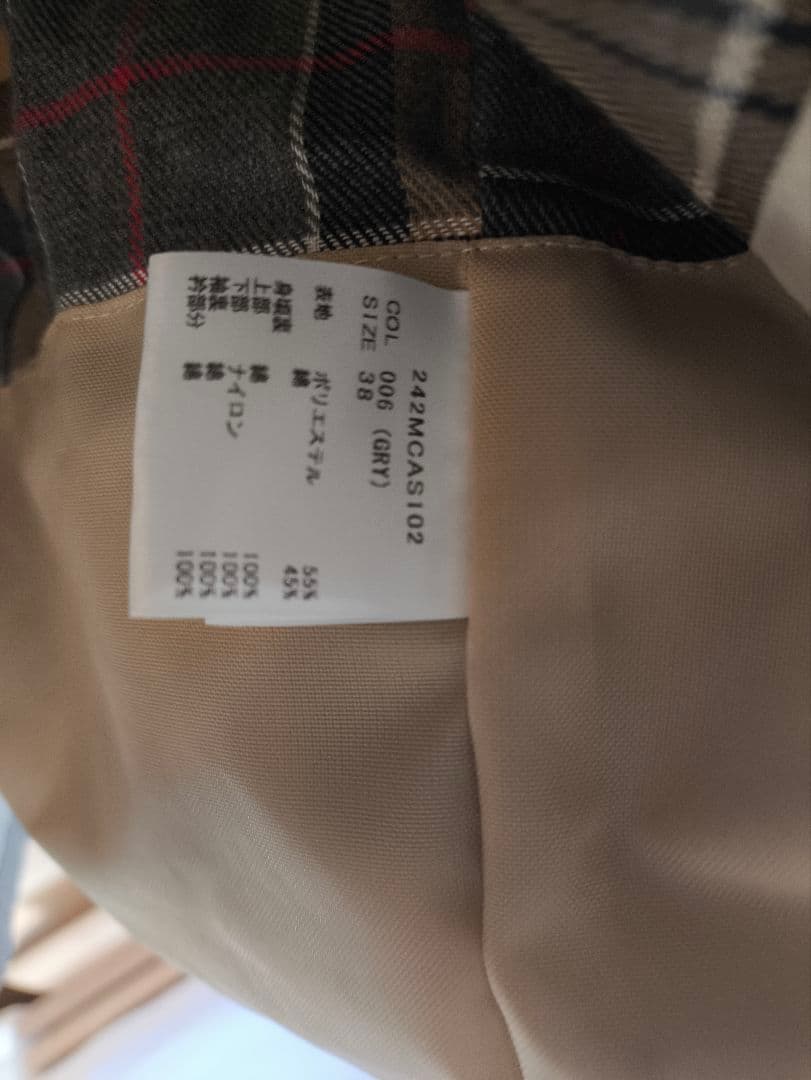 242MCAS102
COL 006 (GRY)
SIZE 38
表地 ポリエステル 55%
綿 45%
身頃裏
上部 綿 100%
下部 ナイロン 100%
袖裏 綿 100%
衿部分 綿 100%